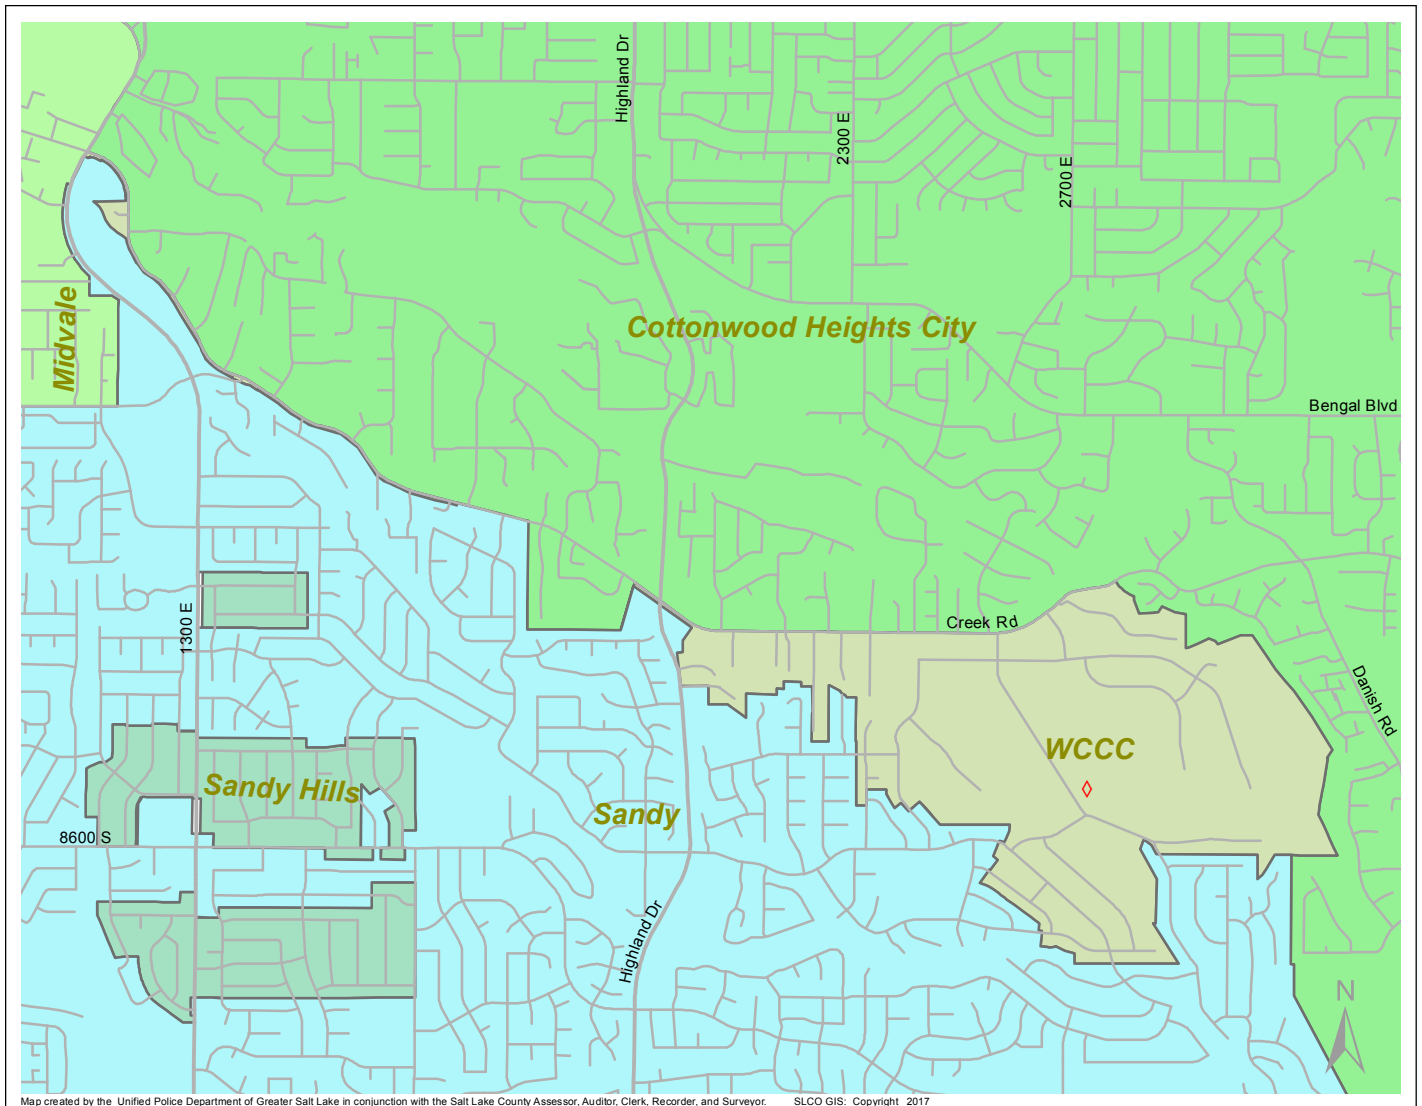 Highland Dr
2300 E
2700 E
Midvale
Cottonwood Heights City
Bengal Blvd
1300 E
Creek Rd
Danish Rd
WCCC
Sandy Hills
Sandy
8600 S
Highland Dr
N
Map created by the Unified Police Department of Greater Salt Lake in conjunction with the Salt Lake County Assessor, Auditor, Clerk, Recorder, and Surveyor. SLCO GIS: Copyright 2017